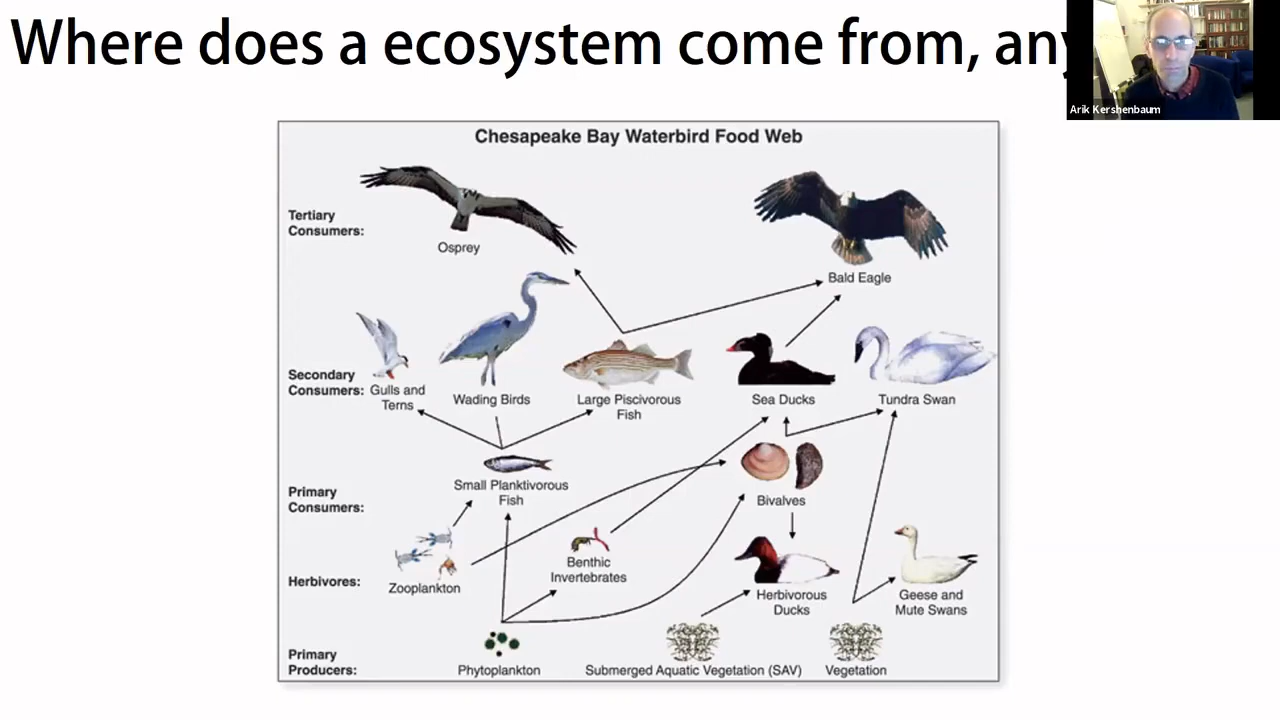 Where does a ecosystem come from, any
Arik Kershenbaum
Chesapeake Bay Waterbird Food Web
Tertiary
Consumers:
Osprey
Bald Eagle
Secondary
Consumers:
Gulls and
Terns
Wading Birds
Large Piscivorous
Fish
Sea Ducks
Tundra Swan
Primary
Consumers:
Small Planktivorous
Fish
Bivalves
Herbivores:
Zooplankton
Benthic
Invertebrates
Herbivorous
Ducks
Geese and
Mute Swans
Primary
Producers:
Phytoplankton
Submerged Aquatic Vegetation (SAV)
Vegetation